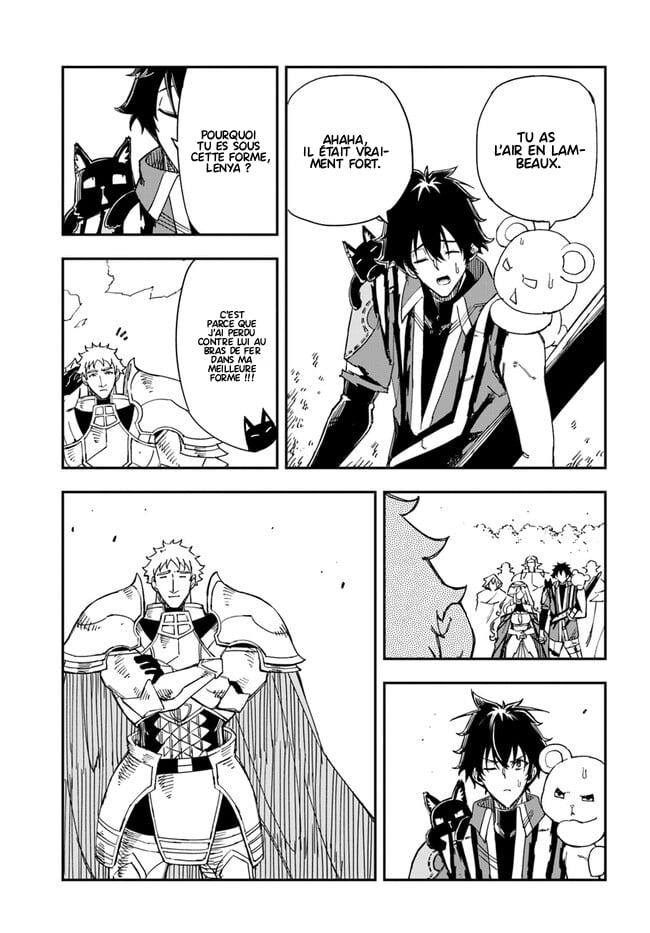 TU AS
L'AIR EN LAM-
BEAUX.
AHAHA,
IL ÉTAIT VRAI-
MENT FORT.
POURQUOI
TU ES SOUS
CETTE FORME,
LENYA ?
C'EST
PARCE QUE
J'AI PERDU
CONTRE LUI AU
BRAS DE FER
DANS MA
MEILLEURE
FORME !!!